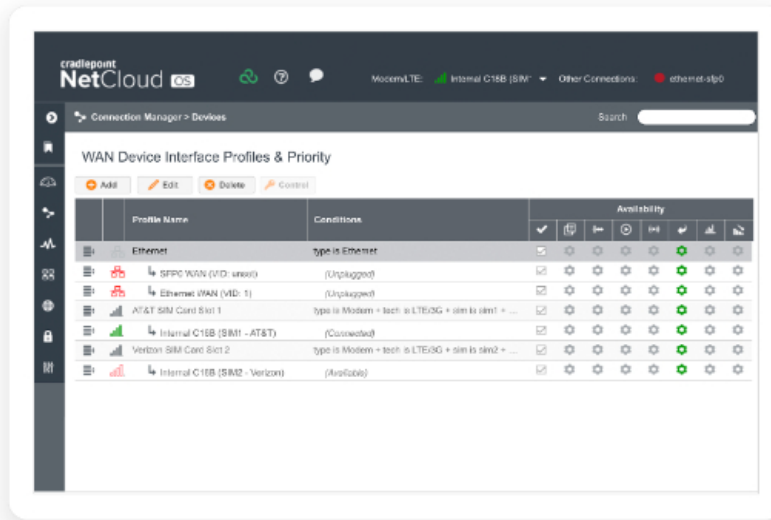 cradlepoint
NetCloud OS
Modem/LTE: Internal C18B (SIM1 Other Connections: ethernet-sfp0
Connection Manager > Devices
Search
WAN Device Interface Profiles & Priority
Add Edit Delete Control
Availability
Profile Name Conditions
Ethernet type is Ethernet
SFP0 WAN (VID: unset) (Unplugged)
Ethernet WAN (VID: 1) (Unplugged)
AT&T SIM Card Slot 1 type is Modem + tech is LTE/3G + sim is sim1 + ...
Internal C18B (SIM1 - AT&T) (Connected)
Verizon SIM Card Slot 2 type is Modem + tech is LTE/3G + sim is sim2 + ...
Internal C18B (SIM2 - Verizon) (Available)